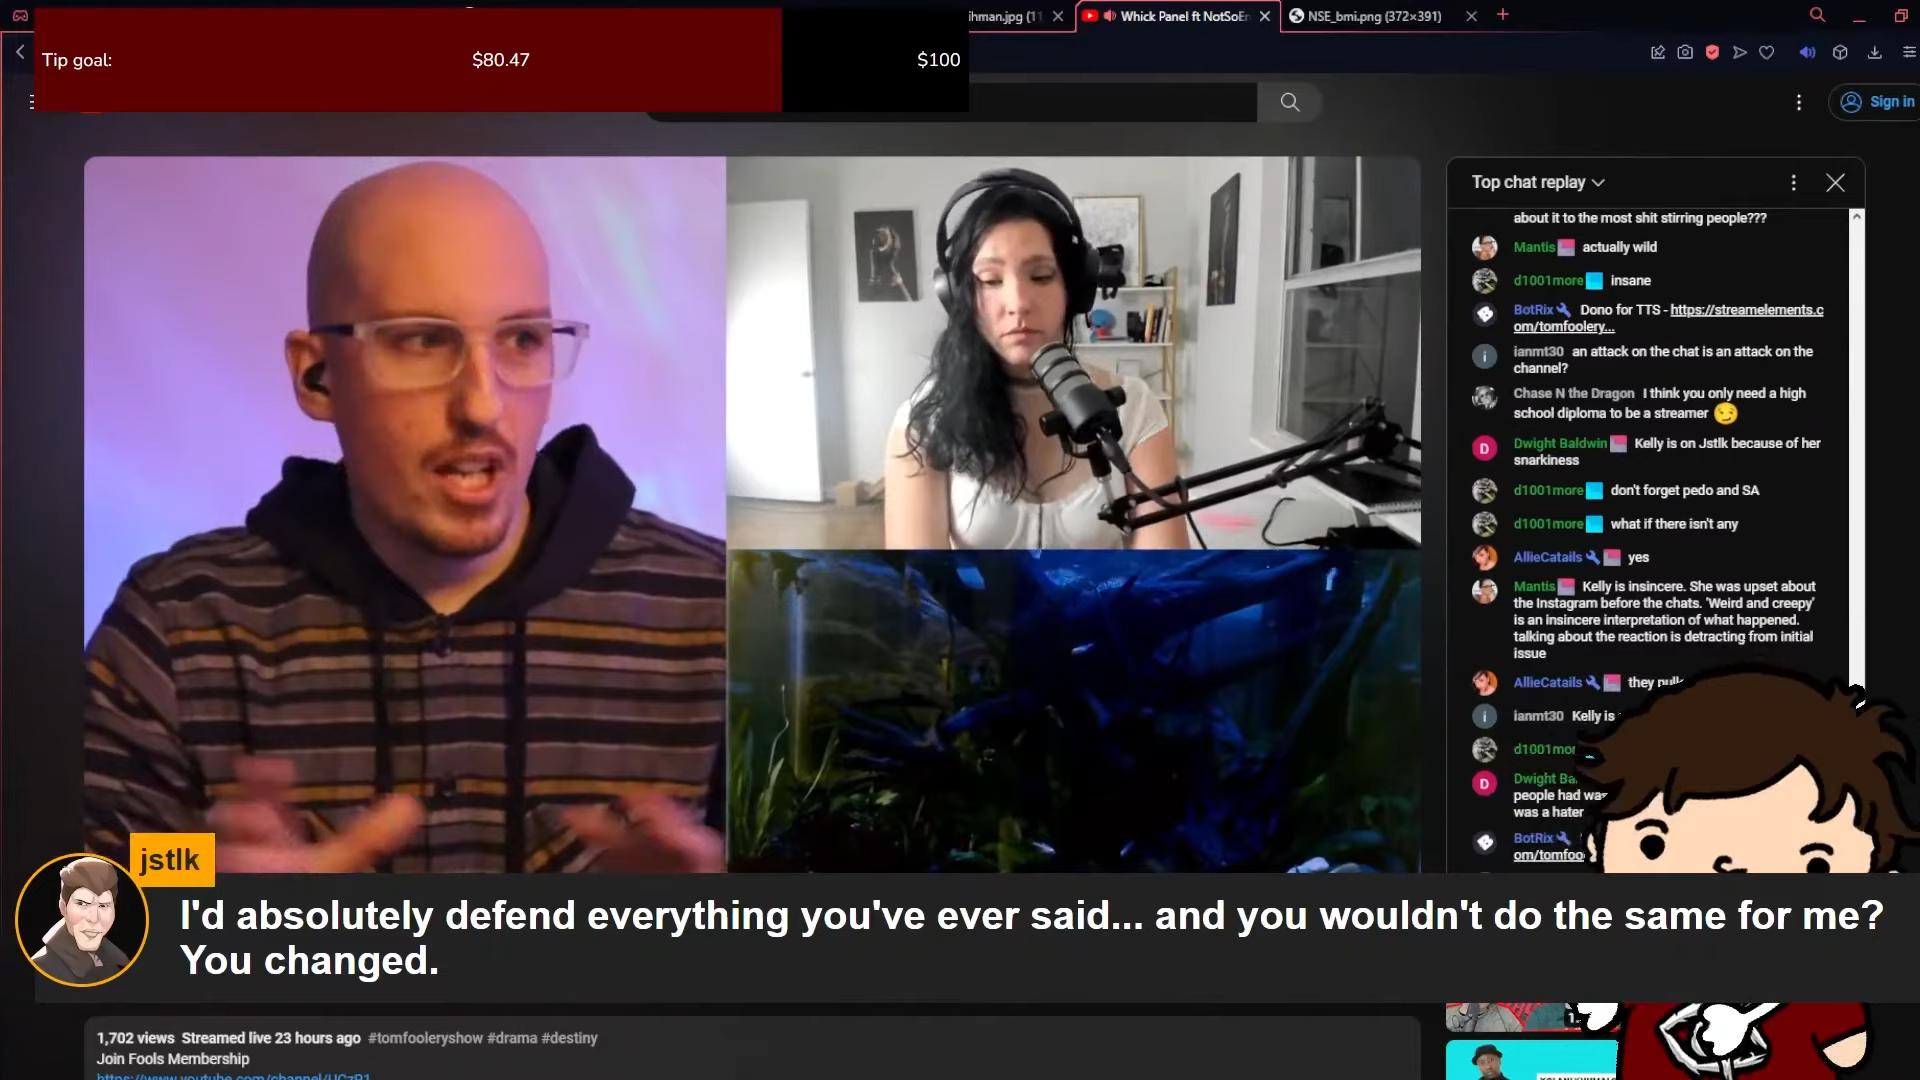 ihman.jpg (11
Whick Panel ft NotSoEr
NSE_bmi.png (372×391)
Tip goal:
$80.47
$100
Sign in
Top chat replay
about it to the most shit stirring people???
Mantis actually wild
d1001more insane
BotRix Dono for TTS - https://streamelements.c
om/tomfoolery...
ianmt30 an attack on the chat is an attack on the
channel?
Chase N the Dragon I think you only need a high
school diploma to be a streamer
Dwight Baldwin Kelly is on Jstlk because of her
snarkiness
d1001more don't forget pedo and SA
d1001more what if there isn't any
AllieCatails yes
Mantis Kelly is insincere. She was upset about
the Instagram before the chats. 'Weird and creepy'
is an insincere interpretation of what happened.
talking about the reaction is detracting from initial
issue
AllieCatails they pull
ianmt30 Kelly is
d1001mor
Dwight Ba
people had was
was a hater
BotRix
om/tomfoo
jstlk
I'd absolutely defend everything you've ever said... and you wouldn't do the same for me?
You changed.
1,702 views Streamed live 23 hours ago #tomfooleryshow #drama #destiny
Join Fools Membership